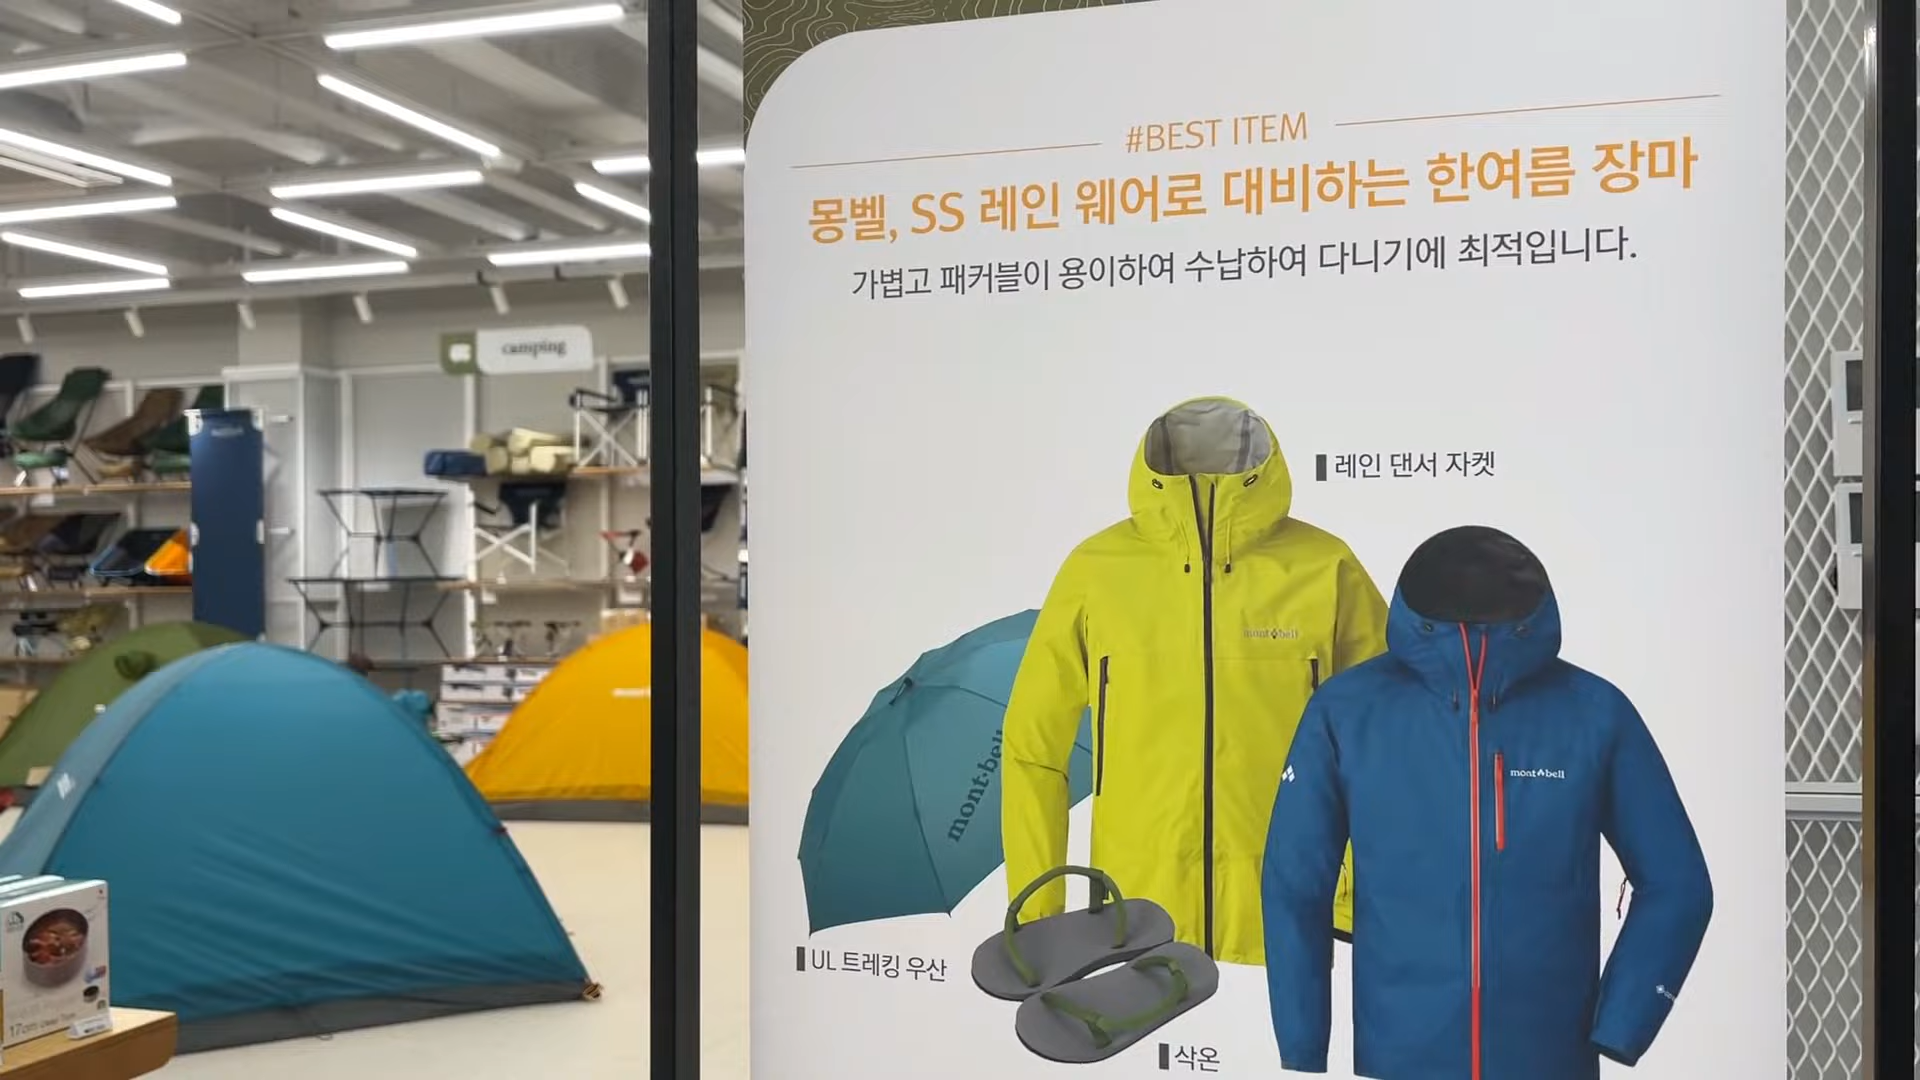 #BEST ITEM
몽벨, SS 레인 웨어로 대비하는 한여름 장마
가볍고 패커블이 용이하여 수납하여 다니기에 최적입니다.
camping
레인 댄서 자켓
mont·bell
mont·bell
mont·bell
UL 트레킹 우산
삭온
17cm